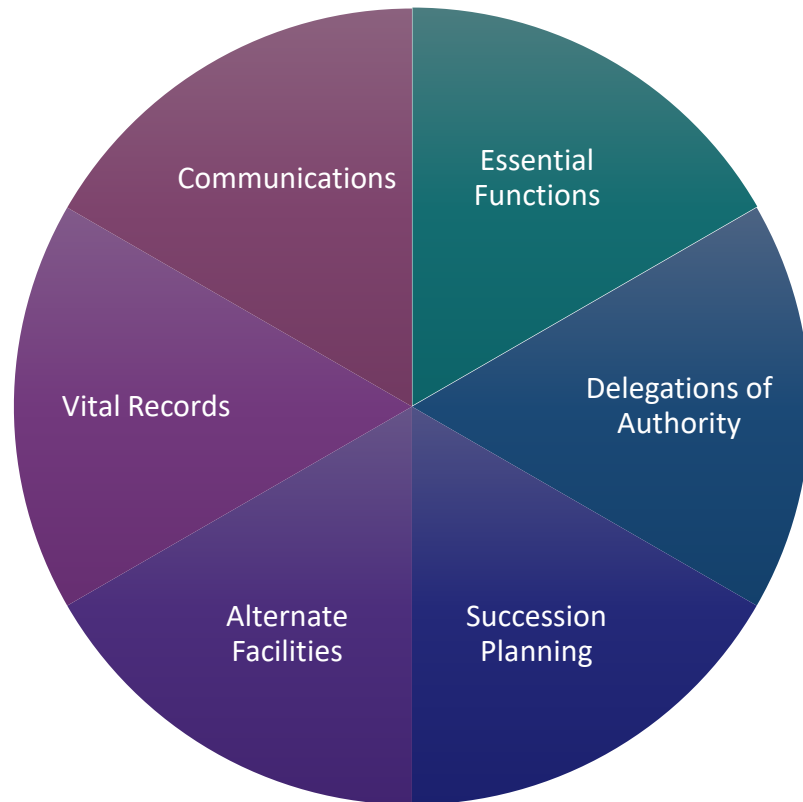 Communications
Essential
Functions
Vital Records
Delegations of
Authority
Alternate
Facilities
Succession
Planning